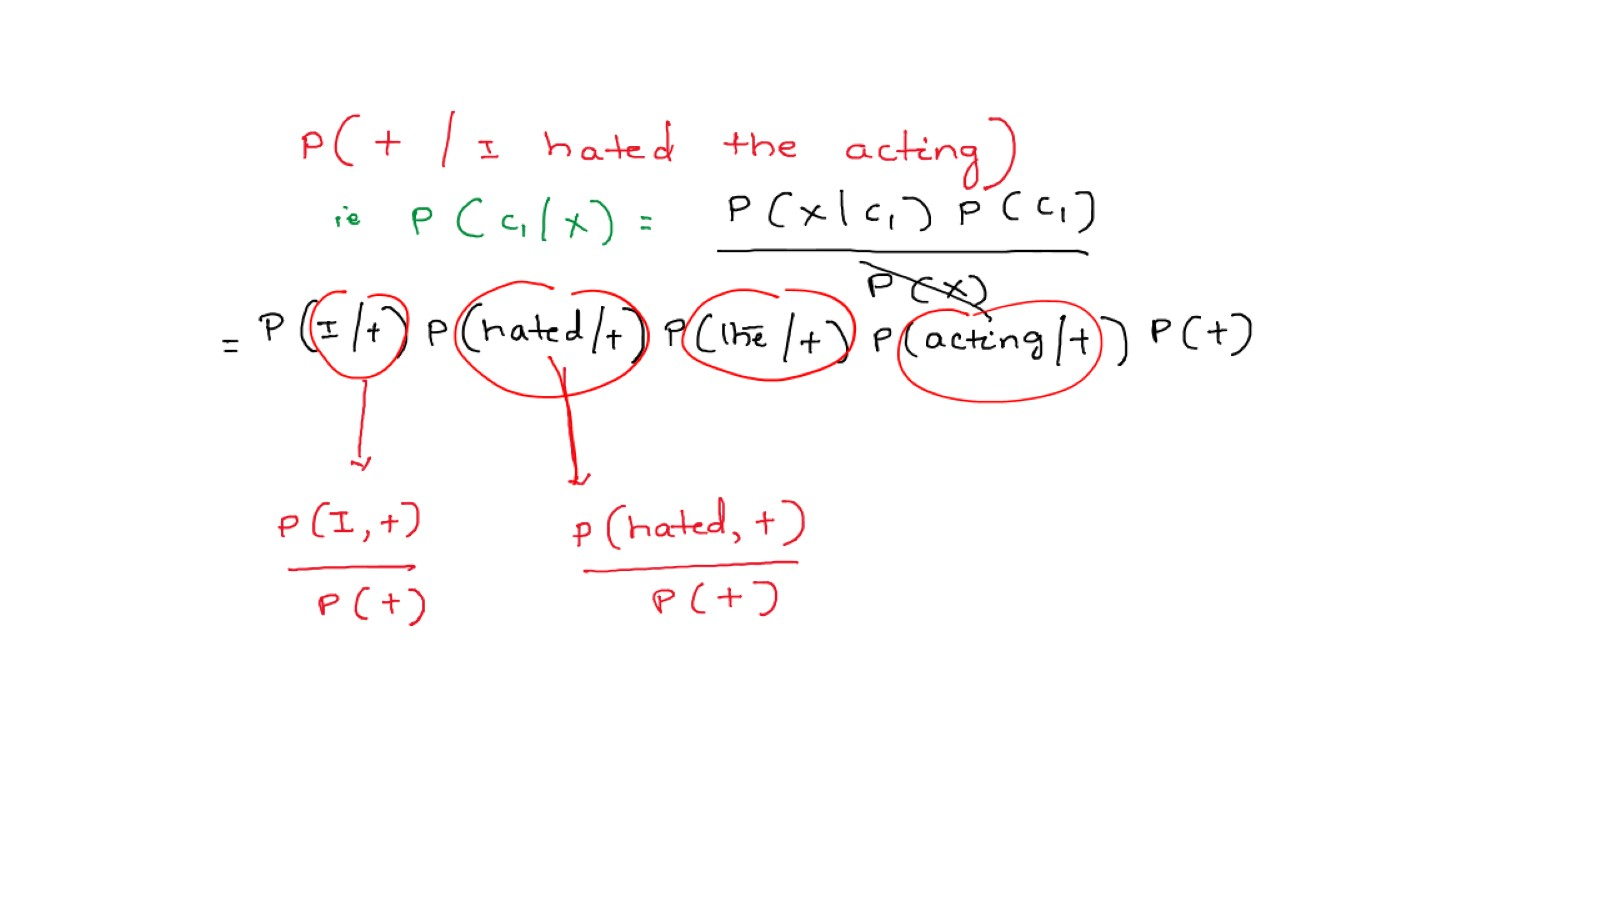 P(+ / I hated the acting)
ie P(c₁/x) = P(x|c₁) P(c₁)
P(x)
= P(I/+) P(hated/+) P(the/+) P(acting/+) P(+)
P(I,+) P(hated,+)
P(+) P(+)